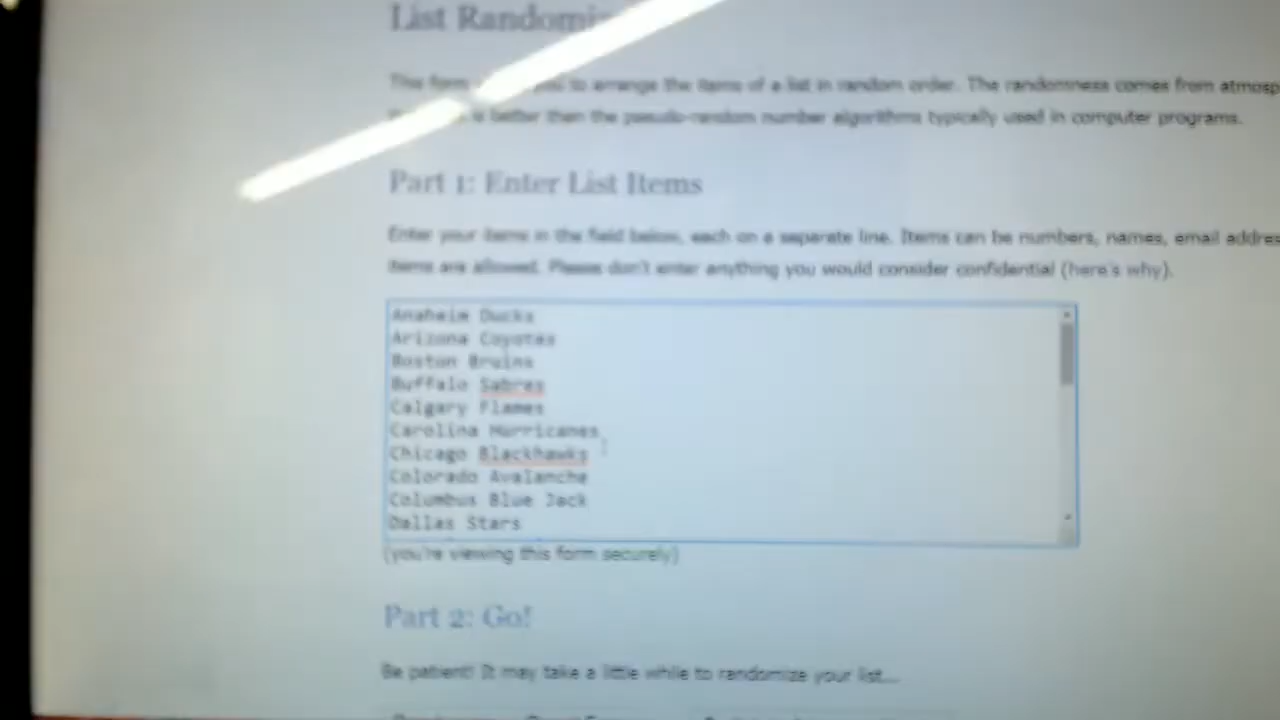 List Randomi
This form to arrange the items of a list in random order. The randomness comes from atmosp
is better than the pseudo-random number algorithms typically used in computer programs.
Part 1: Enter List Items
Enter your items in the field below, each on a separate line. Items can be numbers, names, email addres
items are allowed. Please don't enter anything you would consider confidential (here's why).
Anaheim Ducks
Arizona Coyotes
Boston Bruins
Buffalo Sabres
Calgary Flames
Carolina Hurricanes
Chicago Blackhawks
Colorado Avalanche
Columbus Blue Jack
Dallas Stars
(you're viewing this form securely)
Part 2: Go!
Be patient! It may take a little while to randomize your list...